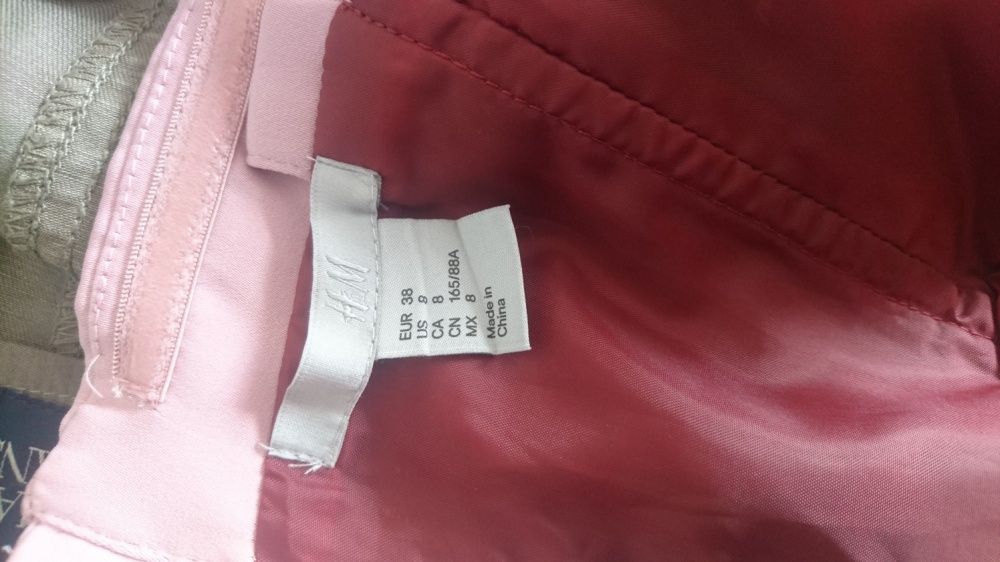 H&M
EUR 38
US 8
CA 8
CN 165/88A
MX 8
Made in
China